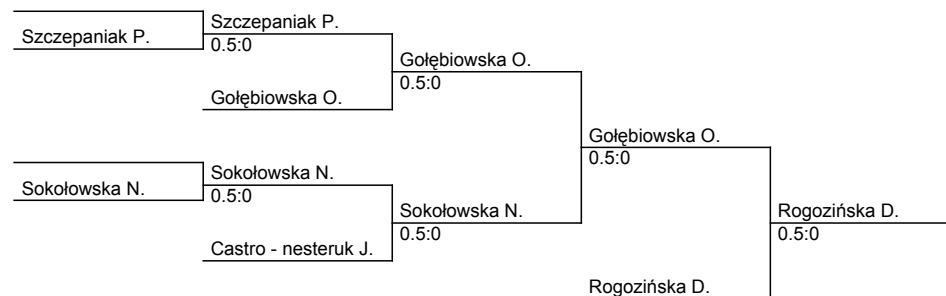 Szczepaniak P.
Szczepaniak P.
0.5:0
Gołębiowska O.
Gołębiowska O.
0.5:0
Sokołowska N.
Sokołowska N.
0.5:0
Castro - nesteruk J.
Sokołowska N.
0.5:0
Gołębiowska O.
0.5:0
Rogozińska D.
Rogozińska D.
0.5:0